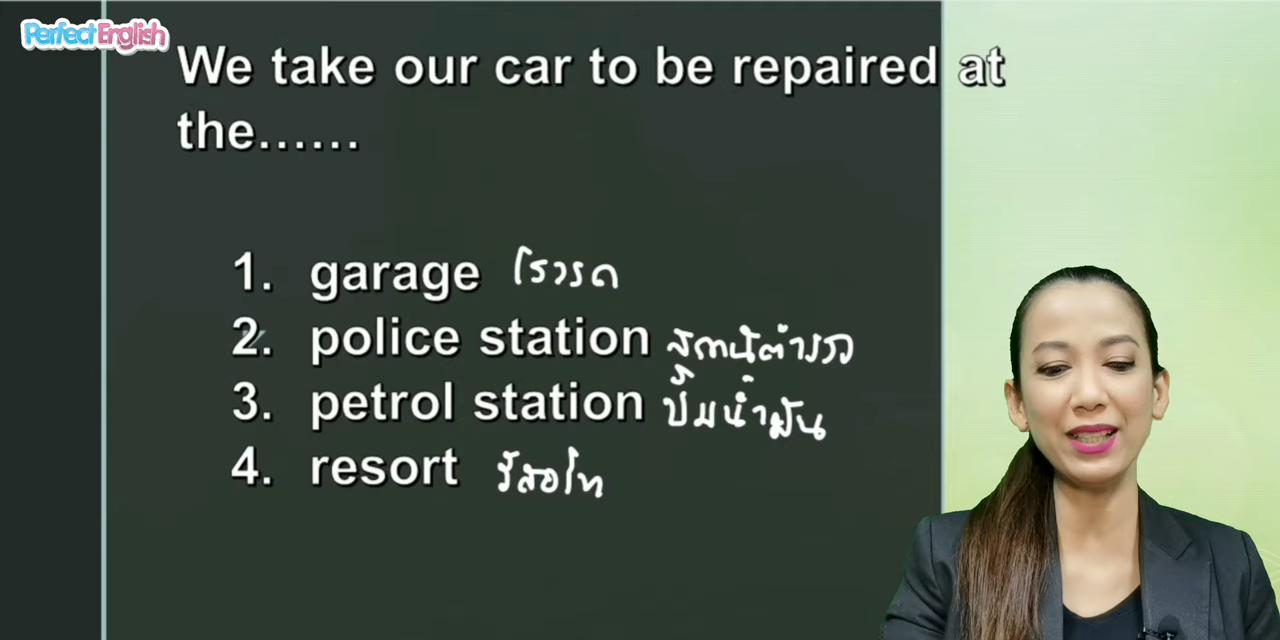 PerfectEnglish
We take our car to be repaired at
the......
1. garage โรงรถ
2. police station สถานีตำรวจ
3. petrol station ปั้มน้ำมัน
4. resort รีสอร์ท